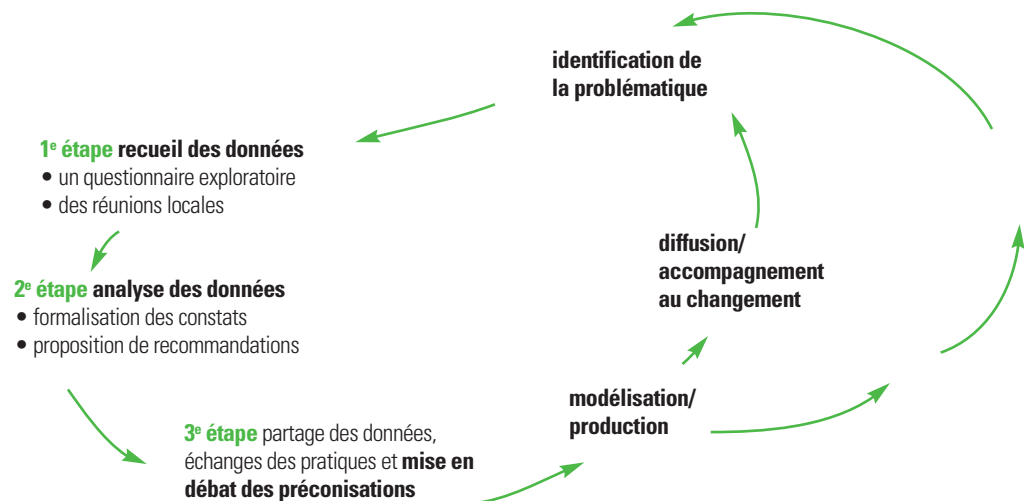 identification de
la problématique
1e étape recueil des données
• un questionnaire exploratoire
• des réunions locales
2e étape analyse des données
• formalisation des constats
• proposition de recommandations
3e étape partage des données,
échanges des pratiques et mise en
débat des préconisations
modélisation/
production
diffusion/
accompagnement
au changement